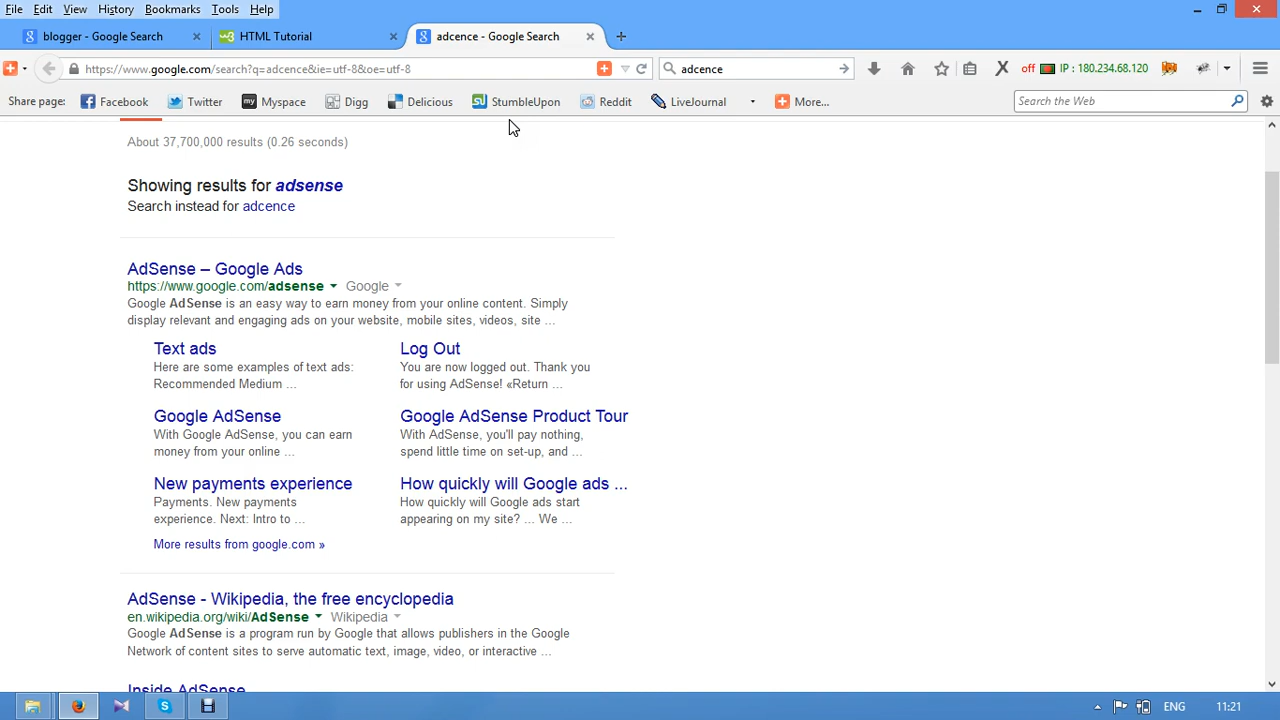 File Edit View History Bookmarks Tools Help
blogger - Google Search
HTML Tutorial
adcence - Google Search
https://www.google.com/search?q=adcence&ie=utf-8&oe=utf-8
adcence
off IP : 180.234.68.120
Share page: Facebook Twitter my Myspace Digg Delicious StumbleUpon Reddit LiveJournal More...
Search the Web
About 37,700,000 results (0.26 seconds)
Showing results for adsense
Search instead for adcence
AdSense – Google Ads
https://www.google.com/adsense Google
Google AdSense is an easy way to earn money from your online content. Simply
display relevant and engaging ads on your website, mobile sites, videos, site ...
Text ads
Here are some examples of text ads:
Recommended Medium ...
Log Out
You are now logged out. Thank you
for using AdSense! «Return ...
Google AdSense
With Google AdSense, you can earn
money from your online ...
Google AdSense Product Tour
With AdSense, you'll pay nothing,
spend little time on set-up, and ...
New payments experience
Payments. New payments
experience. Next: Intro to ...
How quickly will Google ads ...
How quickly will Google ads start
appearing on my site? ... We ...
More results from google.com »
AdSense - Wikipedia, the free encyclopedia
en.wikipedia.org/wiki/AdSense Wikipedia
Google AdSense is a program run by Google that allows publishers in the Google
Network of content sites to serve automatic text, image, video, or interactive ...
Inside AdSense
ENG 11:21